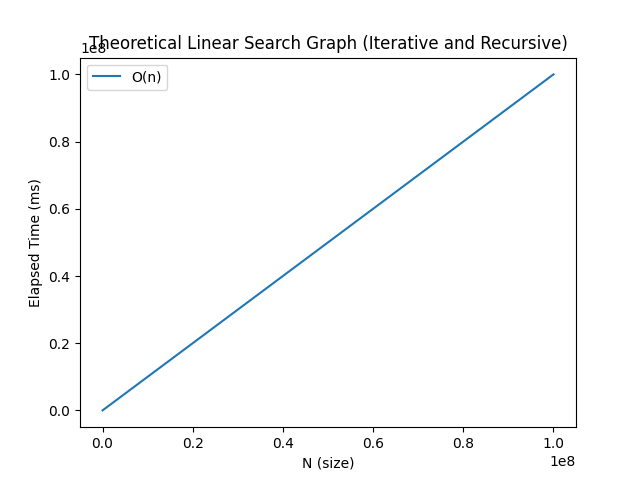 Theoretical Linear Search Graph (Iterative and Recursive)
1e8
O(n)
1.0
0.8
0.6
0.4
0.2
0.0
Elapsed Time (ms)
0.0 0.2 0.4 0.6 0.8 1.0
1e8
N (size)